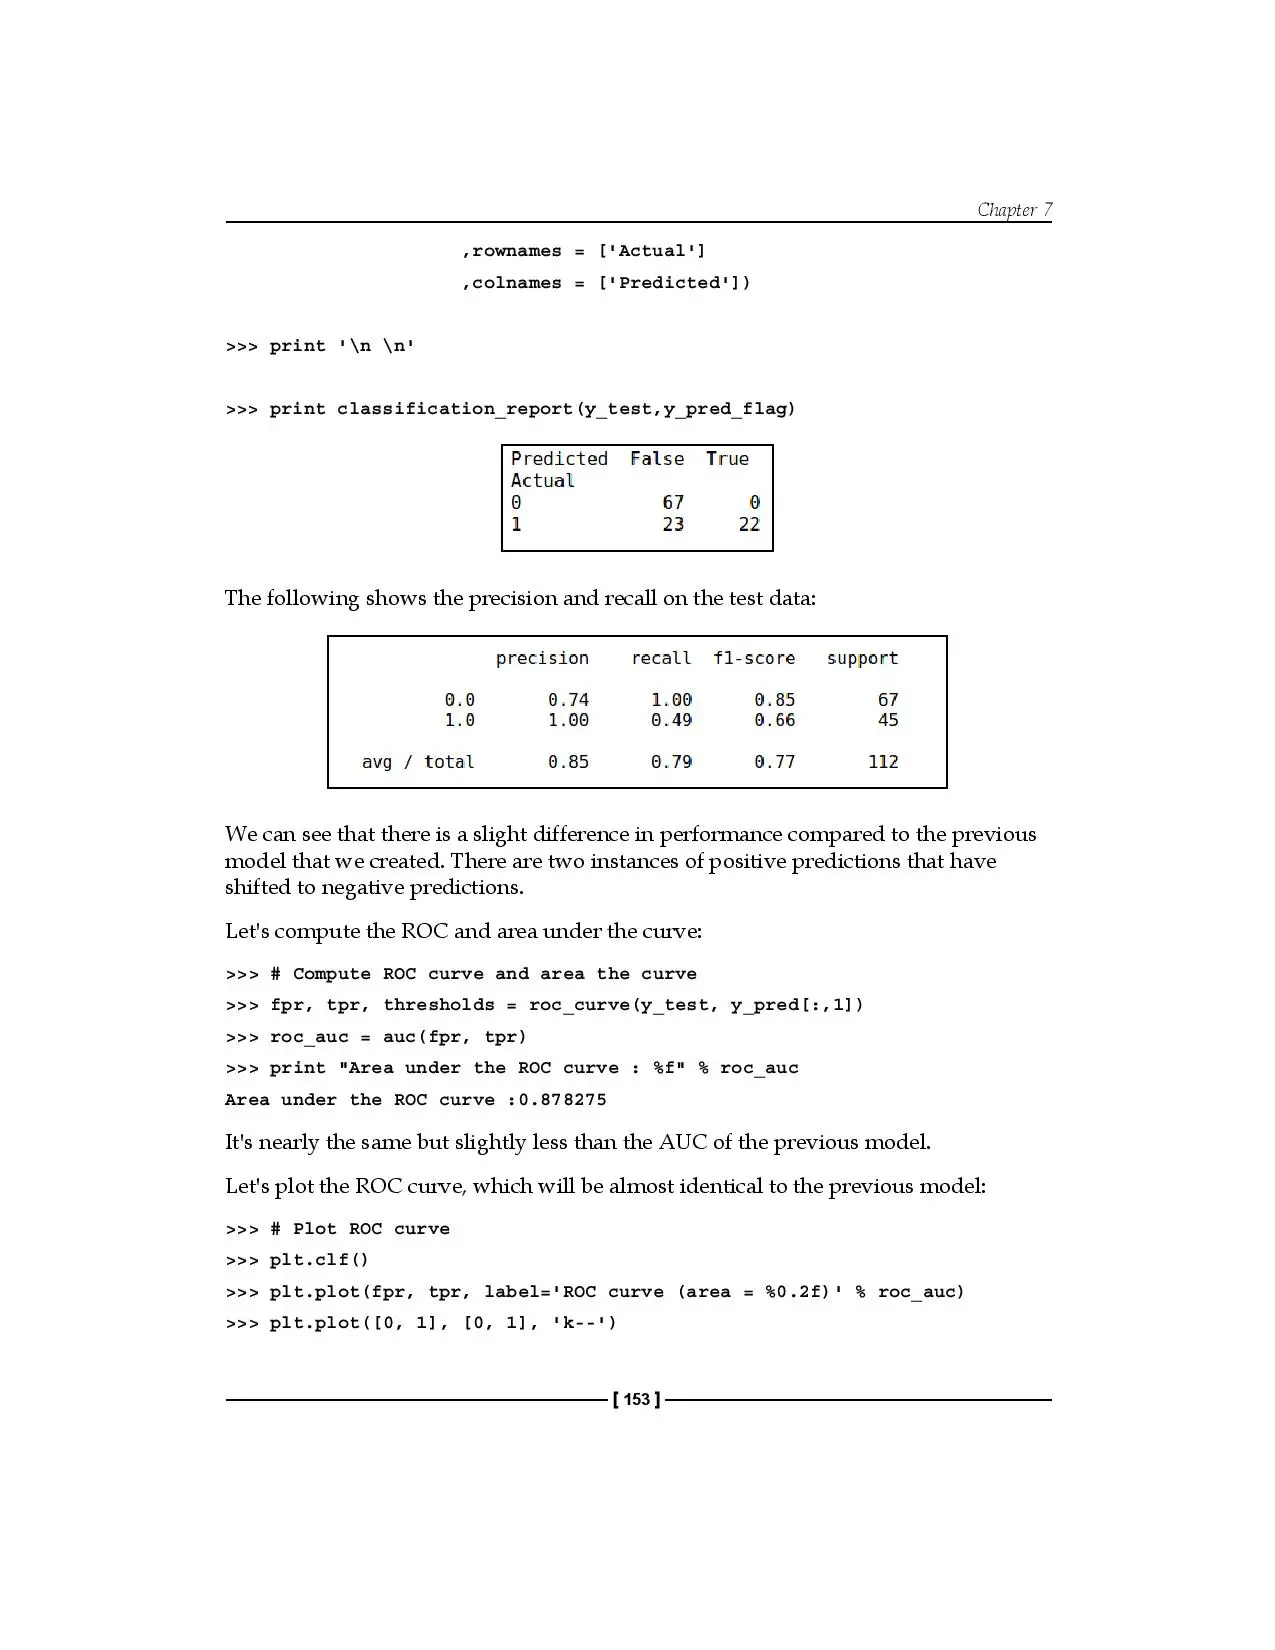 Chapter 7
,rownames = ['Actual']
,colnames = ['Predicted'])
>>> print '\n \n'
>>> print classification_report(y_test,y_pred_flag)
Predicted False True
Actual
0 67 0
1 23 22
The following shows the precision and recall on the test data:
precision recall f1-score support
0.0 0.74 1.00 0.85 67
1.0 1.00 0.49 0.66 45
avg / total 0.85 0.79 0.77 112
We can see that there is a slight difference in performance compared to the previous
model that we created. There are two instances of positive predictions that have
shifted to negative predictions.
Let's compute the ROC and area under the curve:
>>> # Compute ROC curve and area the curve
>>> fpr, tpr, thresholds = roc_curve(y_test, y_pred[:,1])
>>> roc_auc = auc(fpr, tpr)
>>> print "Area under the ROC curve : %f" % roc_auc
Area under the ROC curve :0.878275
It's nearly the same but slightly less than the AUC of the previous model.
Let's plot the ROC curve, which will be almost identical to the previous model:
>>> # Plot ROC curve
>>> plt.clf()
>>> plt.plot(fpr, tpr, label='ROC curve (area = %0.2f)' % roc_auc)
>>> plt.plot([0, 1], [0, 1], 'k--')
[ 153 ]